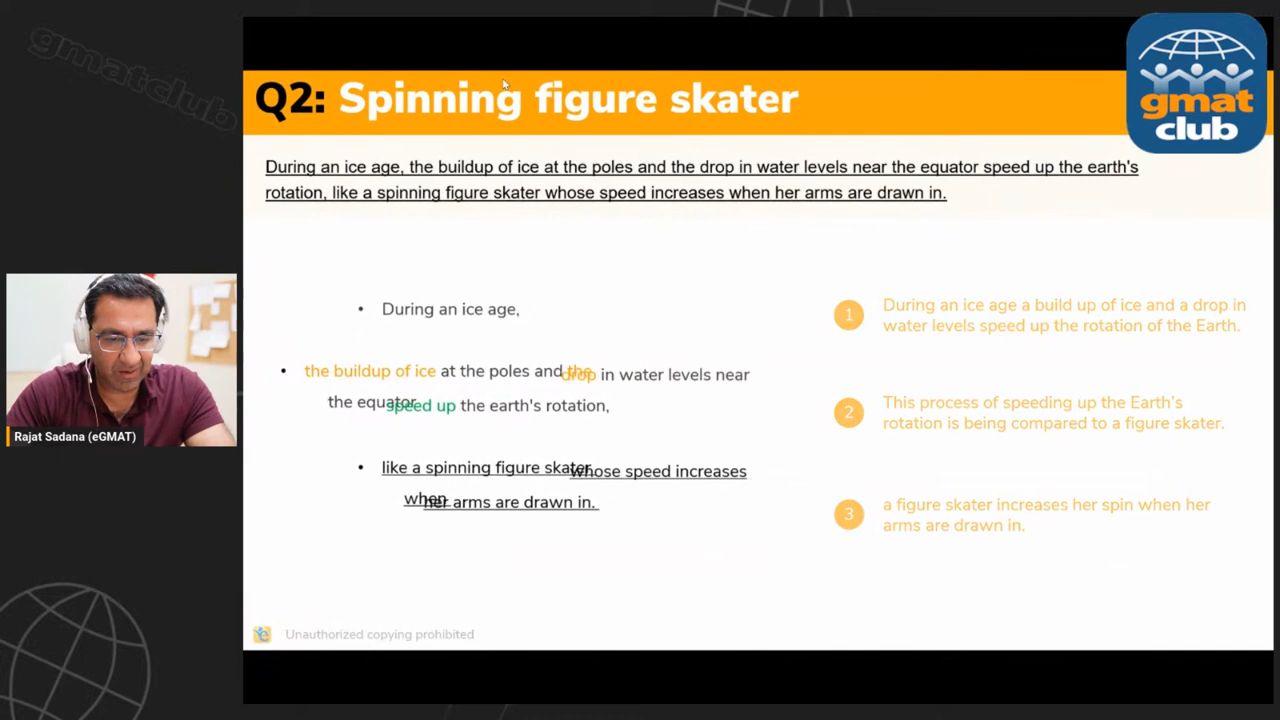 gmatclub
gmat
club
Q2: Spinning figure skater
During an ice age, the buildup of ice at the poles and the drop in water levels near the equator speed up the earth's
rotation, like a spinning figure skater whose speed increases when her arms are drawn in.
• During an ice age,
• the buildup of ice at the poles and the drop in water levels near
the equator speed up the earth's rotation,
• like a spinning figure skater whose speed increases
when her arms are drawn in.
1 During an ice age a build up of ice and a drop in
water levels speed up the rotation of the Earth.
2 This process of speeding up the Earth's
rotation is being compared to a figure skater.
3 a figure skater increases her spin when her
arms are drawn in.
Rajat Sadana (eGMAT)
Unauthorized copying prohibited